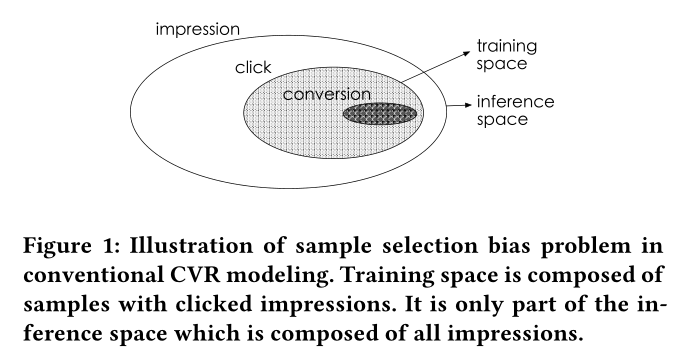 impression
click
conversion
training
space
inference
space
Figure 1: Illustration of sample selection bias problem in
conventional CVR modeling. Training space is composed of
samples with clicked impressions. It is only part of the in-
ference space which is composed of all impressions.